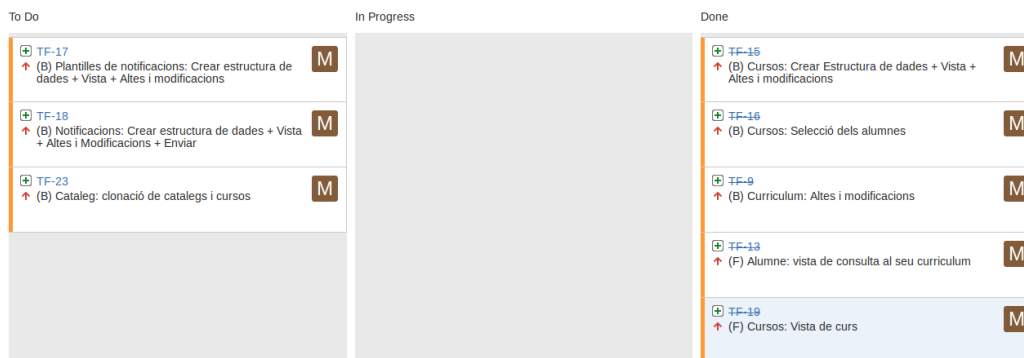 To Do
TF-17
(B) Plantilles de notificacions: Crear estructura de
dades + Vista + Altes i modificacions
M
TF-18
(B) Notificacions: Crear estructura de dades + Vista
+ Altes i Modificacions + Enviar
M
TF-23
(B) Cataleg: clonació de catalegs i cursos
M
In Progress
Done
TF-15
(B) Cursos: Crear Estructura de dades + Vista +
Altes i modificacions
M
TF-16
(B) Cursos: Selecció dels alumnes
M
TF-9
(B) Curriculum: Altes i modificacions
M
TF-13
(F) Alumne: vista de consulta al seu curriculum
M
TF-19
(F) Cursos: Vista de curs
M